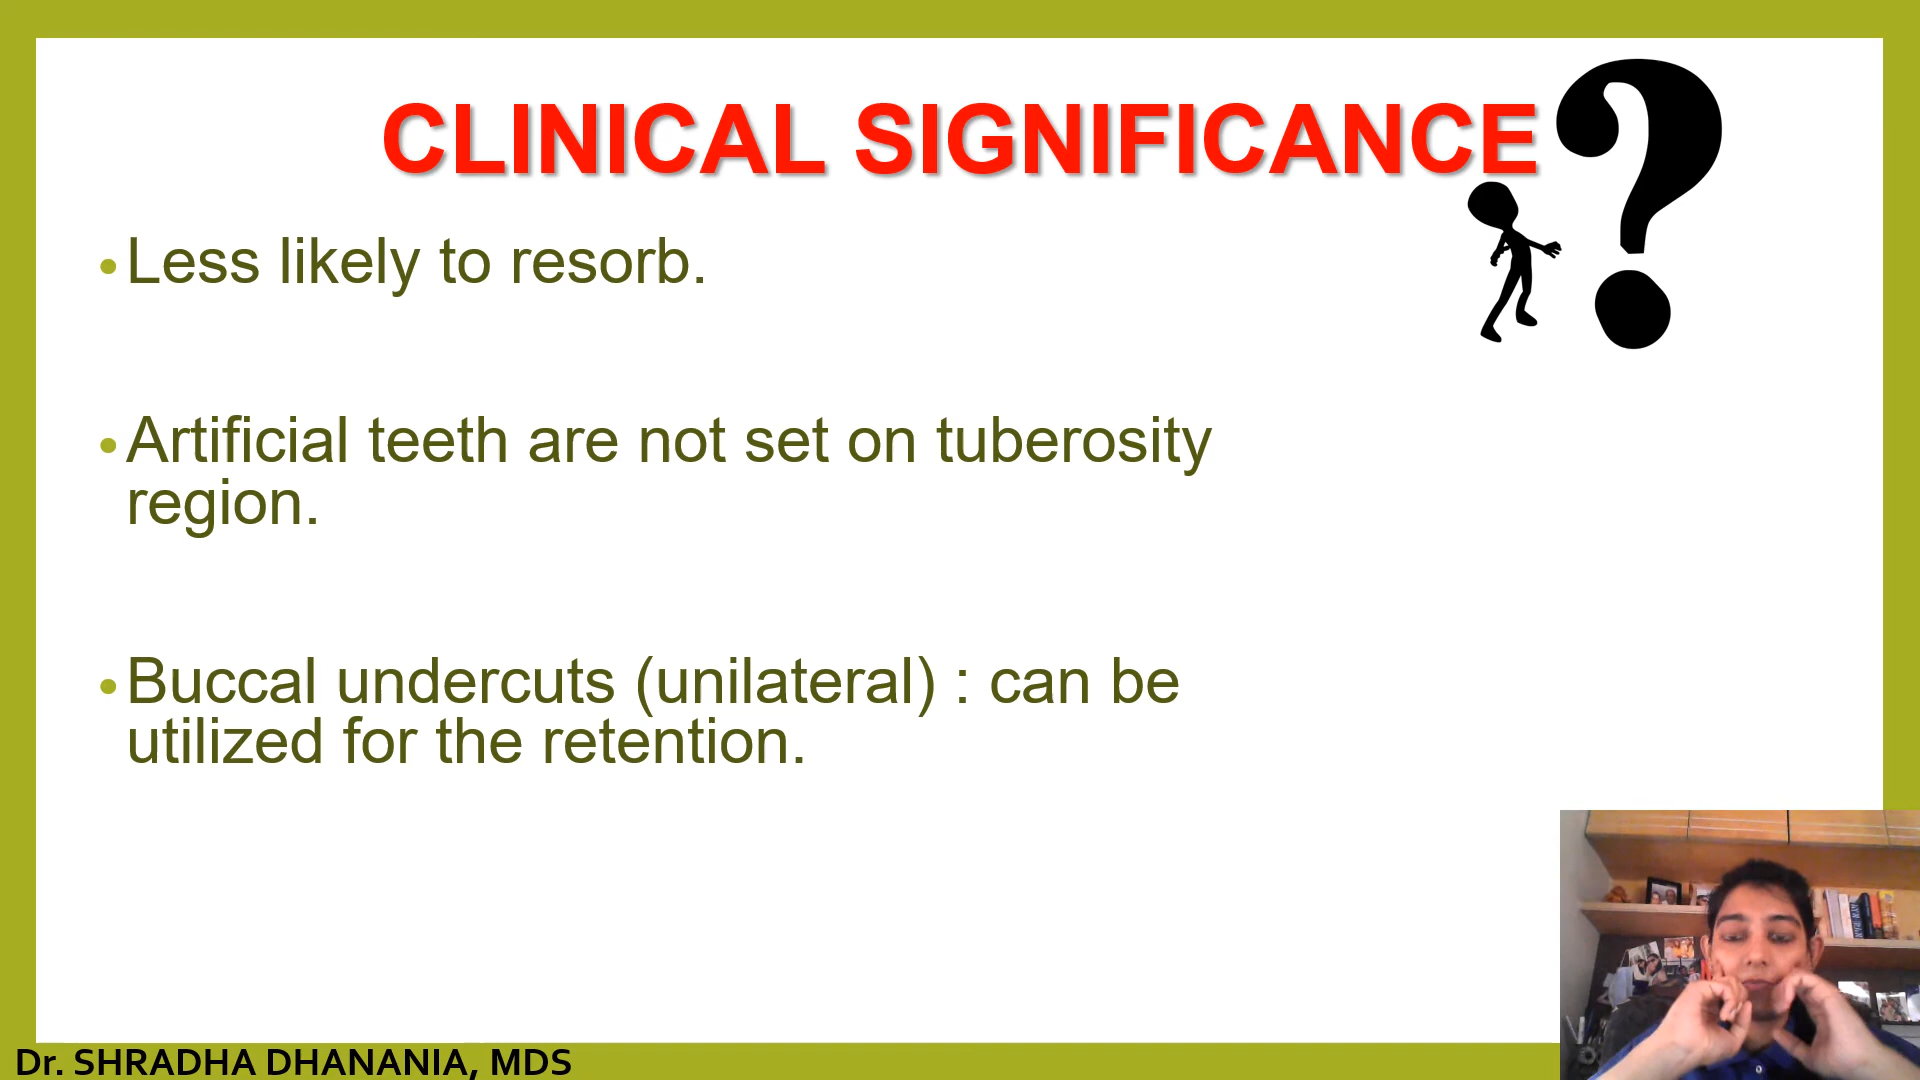 CLINICAL SIGNIFICANCE
•Less likely to resorb.
•Artificial teeth are not set on tuberosity
region.
•Buccal undercuts (unilateral) : can be
utilized for the retention.
Dr. SHRADHA DHANANIA, MDS